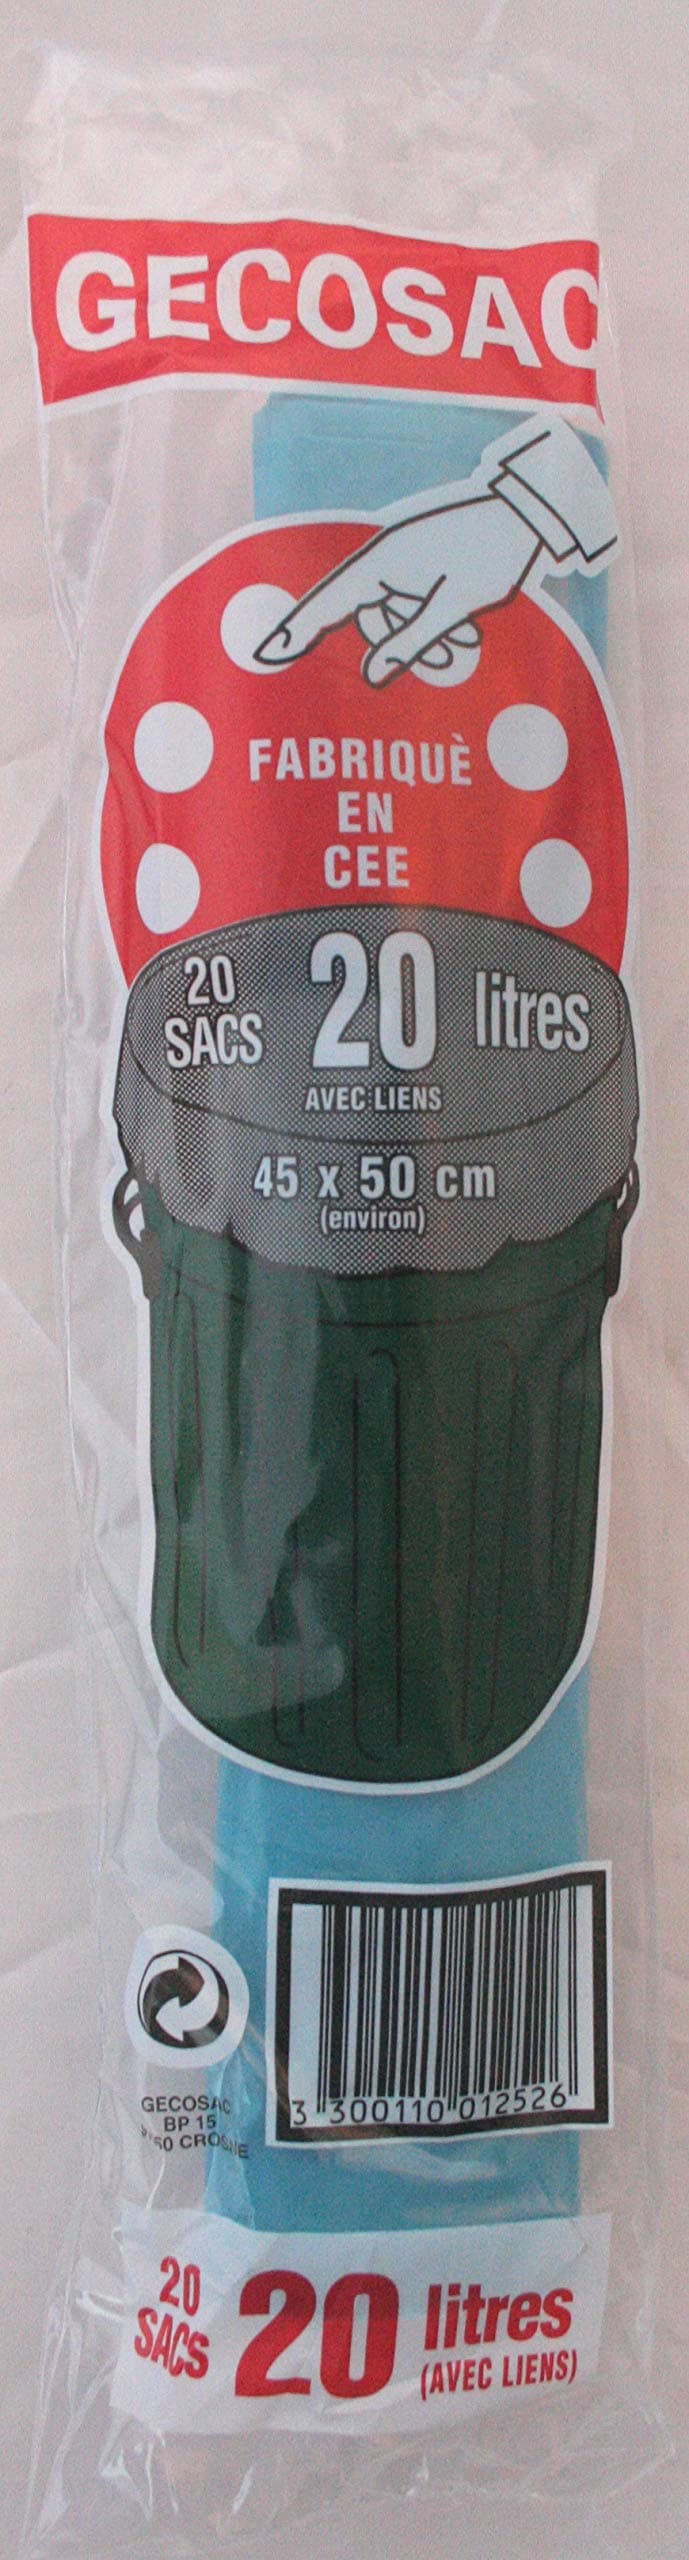 GECOSAC
FABRIQUÈ
EN
CEE
20 SACS 20 litres
AVEC LIENS
45 x 50 cm
(environ)
3 300110 012526
GECOSAC
BP 15
CROSNE
20 SACS 20 litres
(AVEC LIENS)